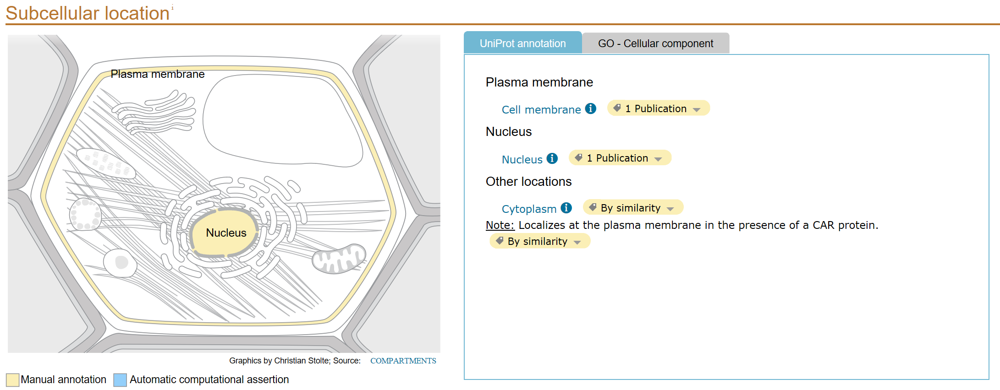 Subcellular location i
Plasma membrane
Nucleus
Graphics by Christian Stolte; Source: COMPARTMENTS
Manual annotation Automatic computational assertion
UniProt annotation GO - Cellular component
Plasma membrane
Cell membrane i 1 Publication
Nucleus
Nucleus i 1 Publication
Other locations
Cytoplasm i By similarity
Note: Localizes at the plasma membrane in the presence of a CAR protein.
By similarity